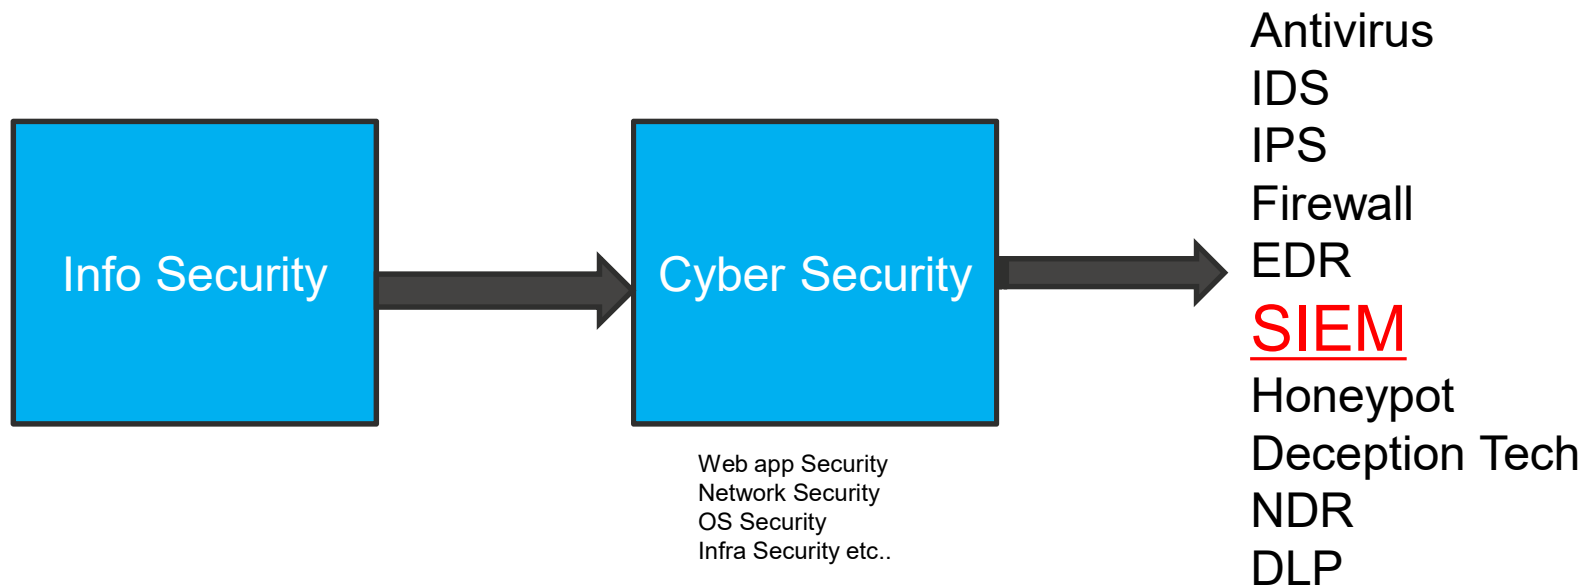 Info Security
Cyber Security
Web app Security
Network Security
OS Security
Infra Security etc..
Antivirus
IDS
IPS
Firewall
EDR
SIEM
Honeypot
Deception Tech
NDR
DLP